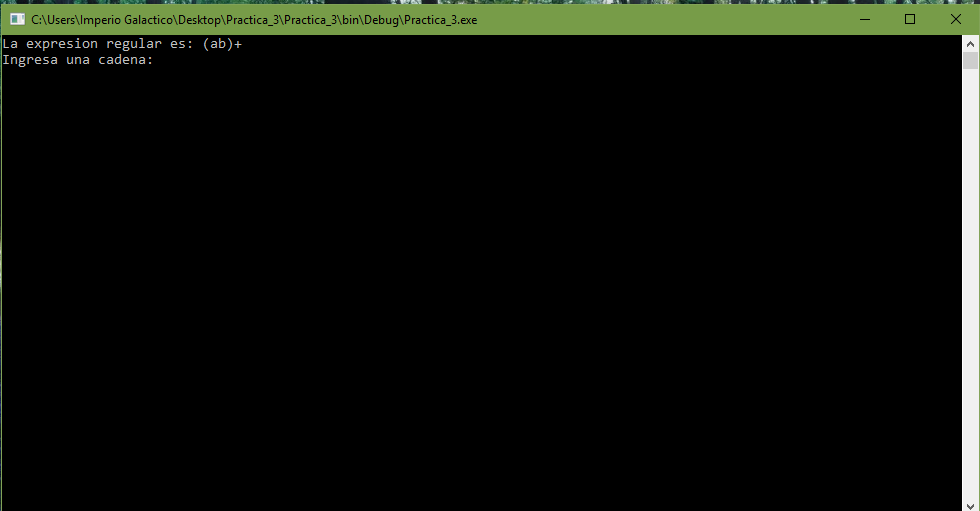 C:\Users\Imperio Galactico\Desktop\Practica_3\Practica_3\bin\Debug\Practica_3.exe
La expresion regular es: (ab)+
Ingresa una cadena: